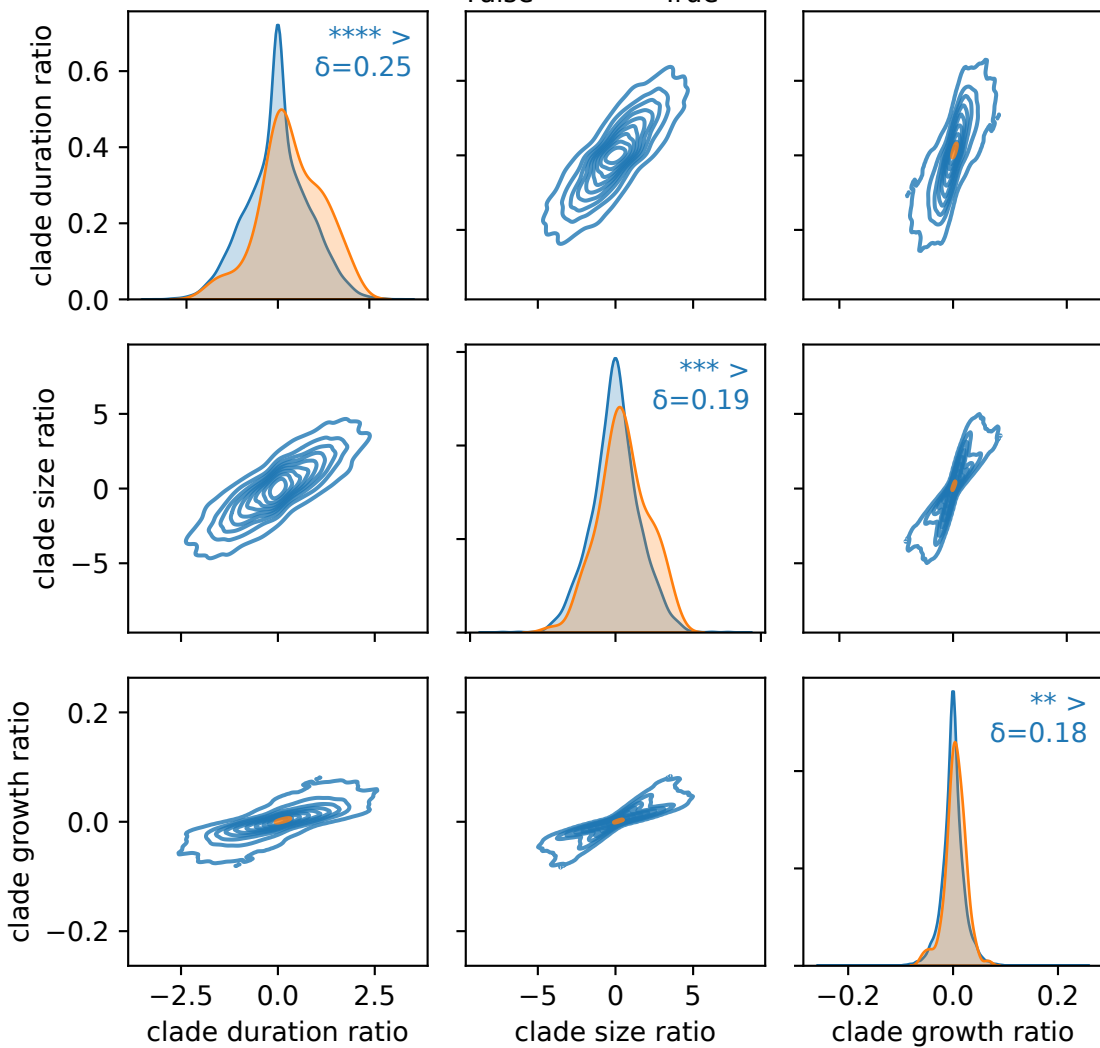 **** >
δ=0.25
clade duration ratio
0.6
0.4
0.2
0.0
*** >
δ=0.19
clade size ratio
5
0
−5
** >
δ=0.18
clade growth ratio
0.2
0.0
−0.2
−2.5 0.0 2.5 −5 0 5 −0.2 0.0 0.2
clade duration ratio clade size ratio clade growth ratio